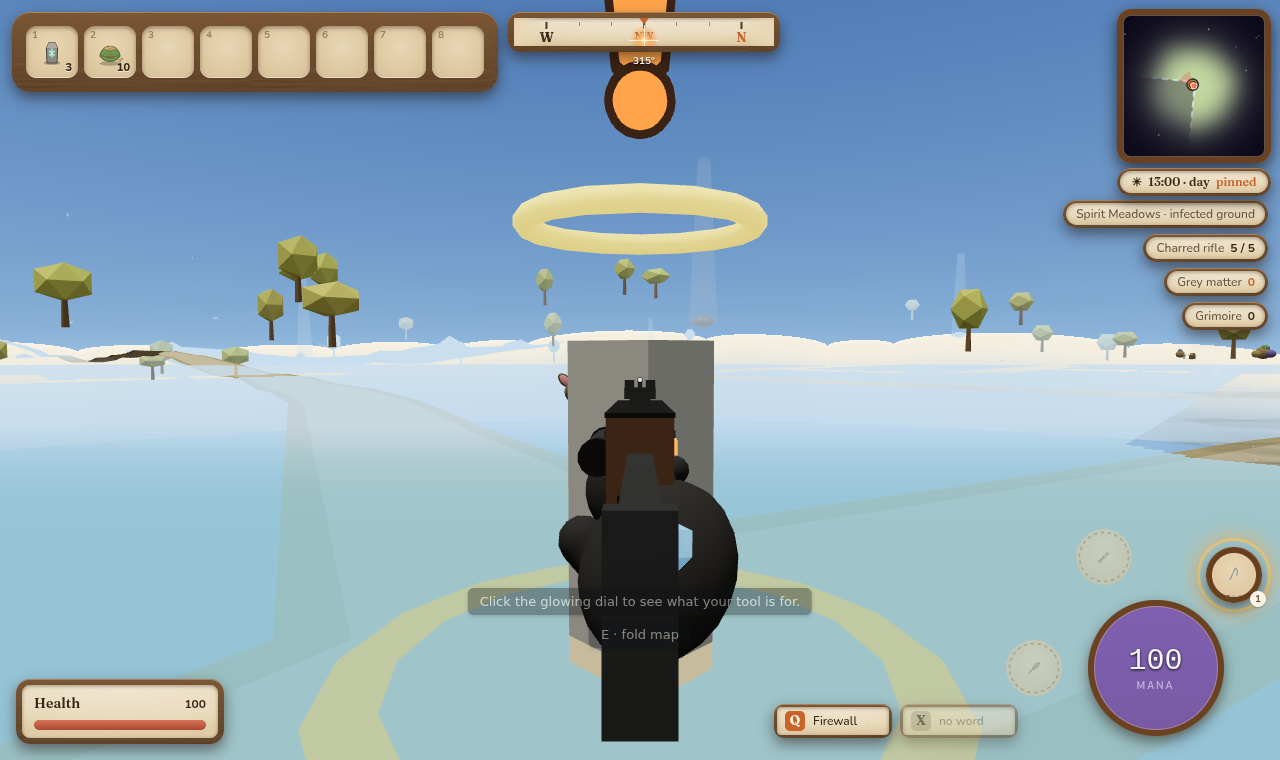 1 2 3 4 5 6 7 8
3 10
W NW N
315°
13:00 · day pinned
Spirit Meadows · infected ground
Charred rifle 5 / 5
Grey matter 0
Grimoire 0
Click the glowing dial to see what your tool is for.
E · fold map
1
100
MANA
Health 100
Q Firewall
X no word